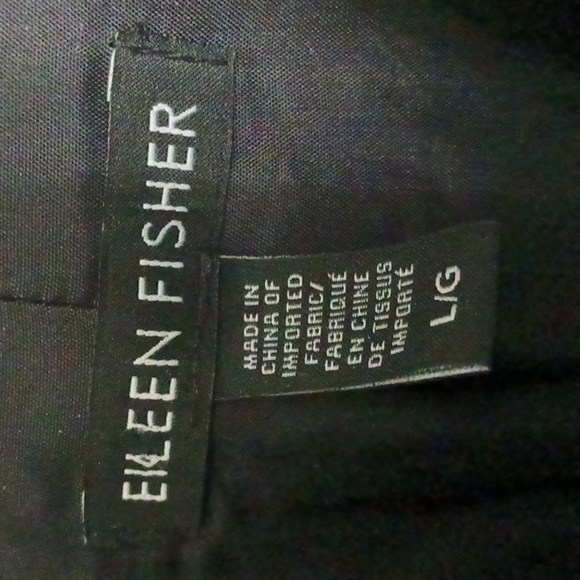 EILEEN FISHER
MADE IN
CHINA OF
IMPORTED
FABRIC/
FABRIQUÉ
EN CHINE
DE TISSUS
IMPORTÉ
L/G